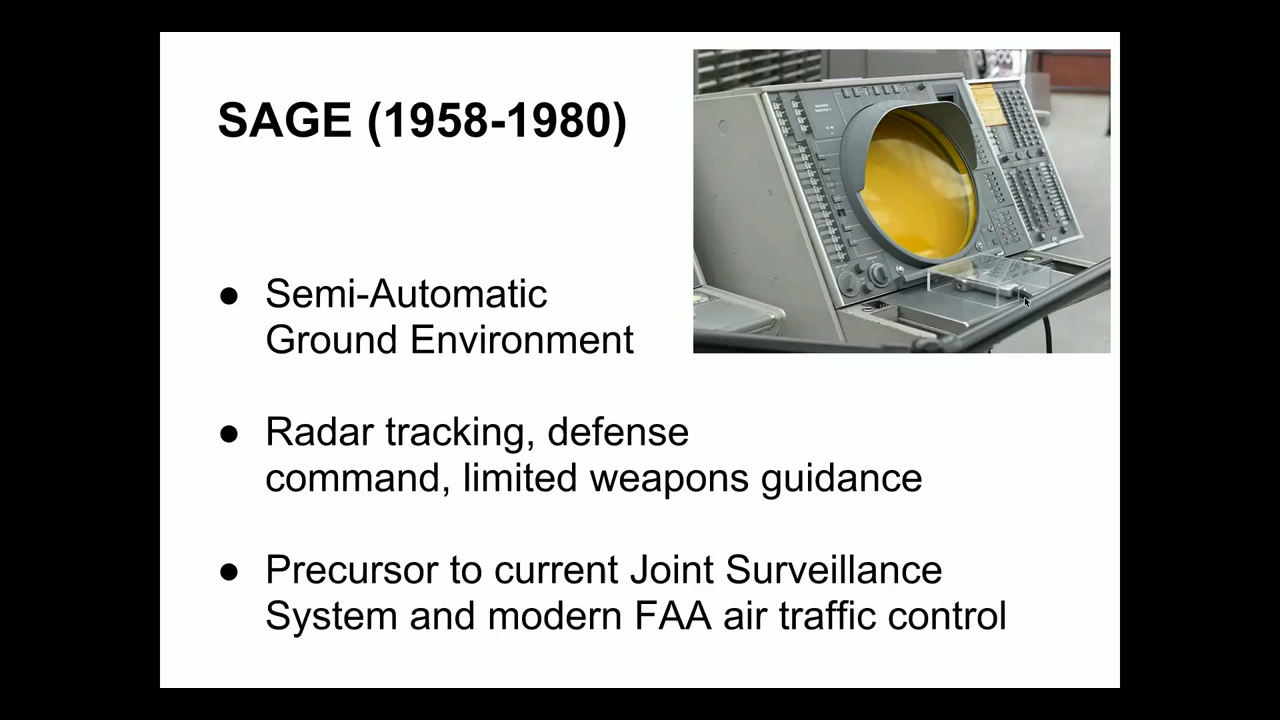 SAGE (1958-1980)
● Semi-Automatic
Ground Environment
● Radar tracking, defense
command, limited weapons guidance
● Precursor to current Joint Surveillance
System and modern FAA air traffic control